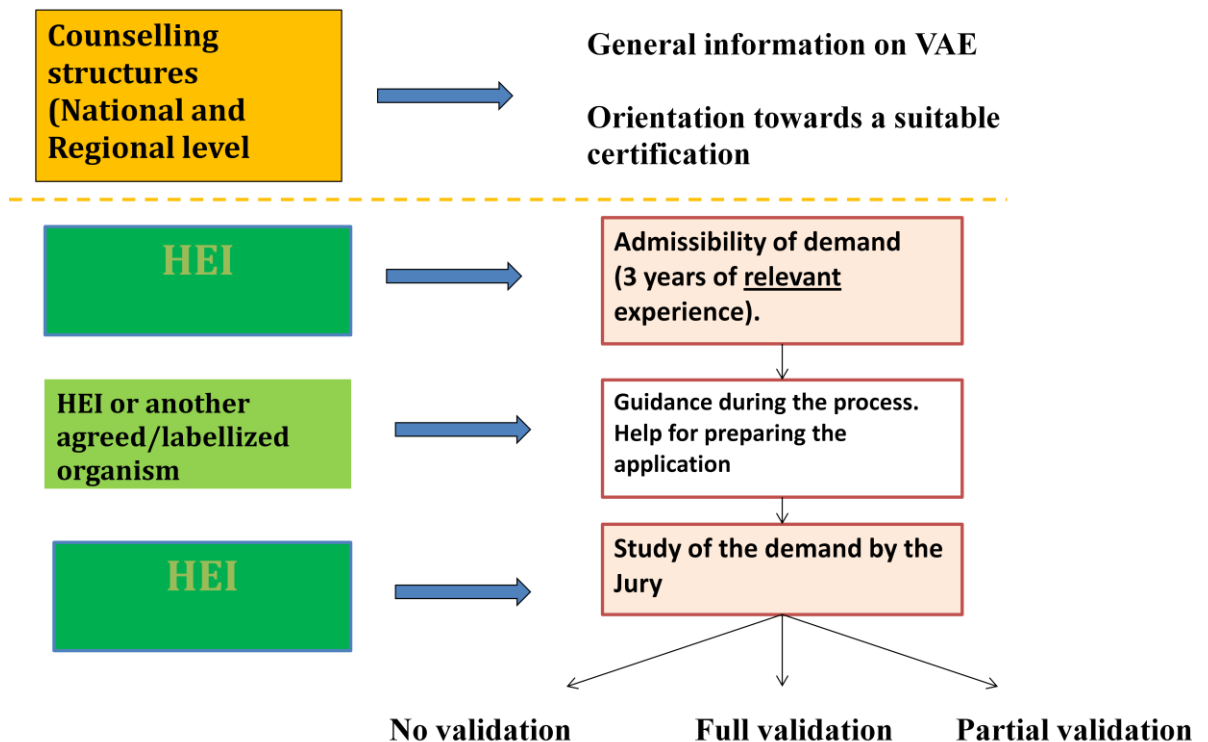 Counselling
structures
(National and
Regional level
General information on VAE
Orientation towards a suitable
certification
HEI
Admissibility of demand
(3 years of relevant
experience).
HEI or another
agreed/labellized
organism
Guidance during the process.
Help for preparing the
application
HEI
Study of the demand by the
Jury
No validation
Full validation
Partial validation